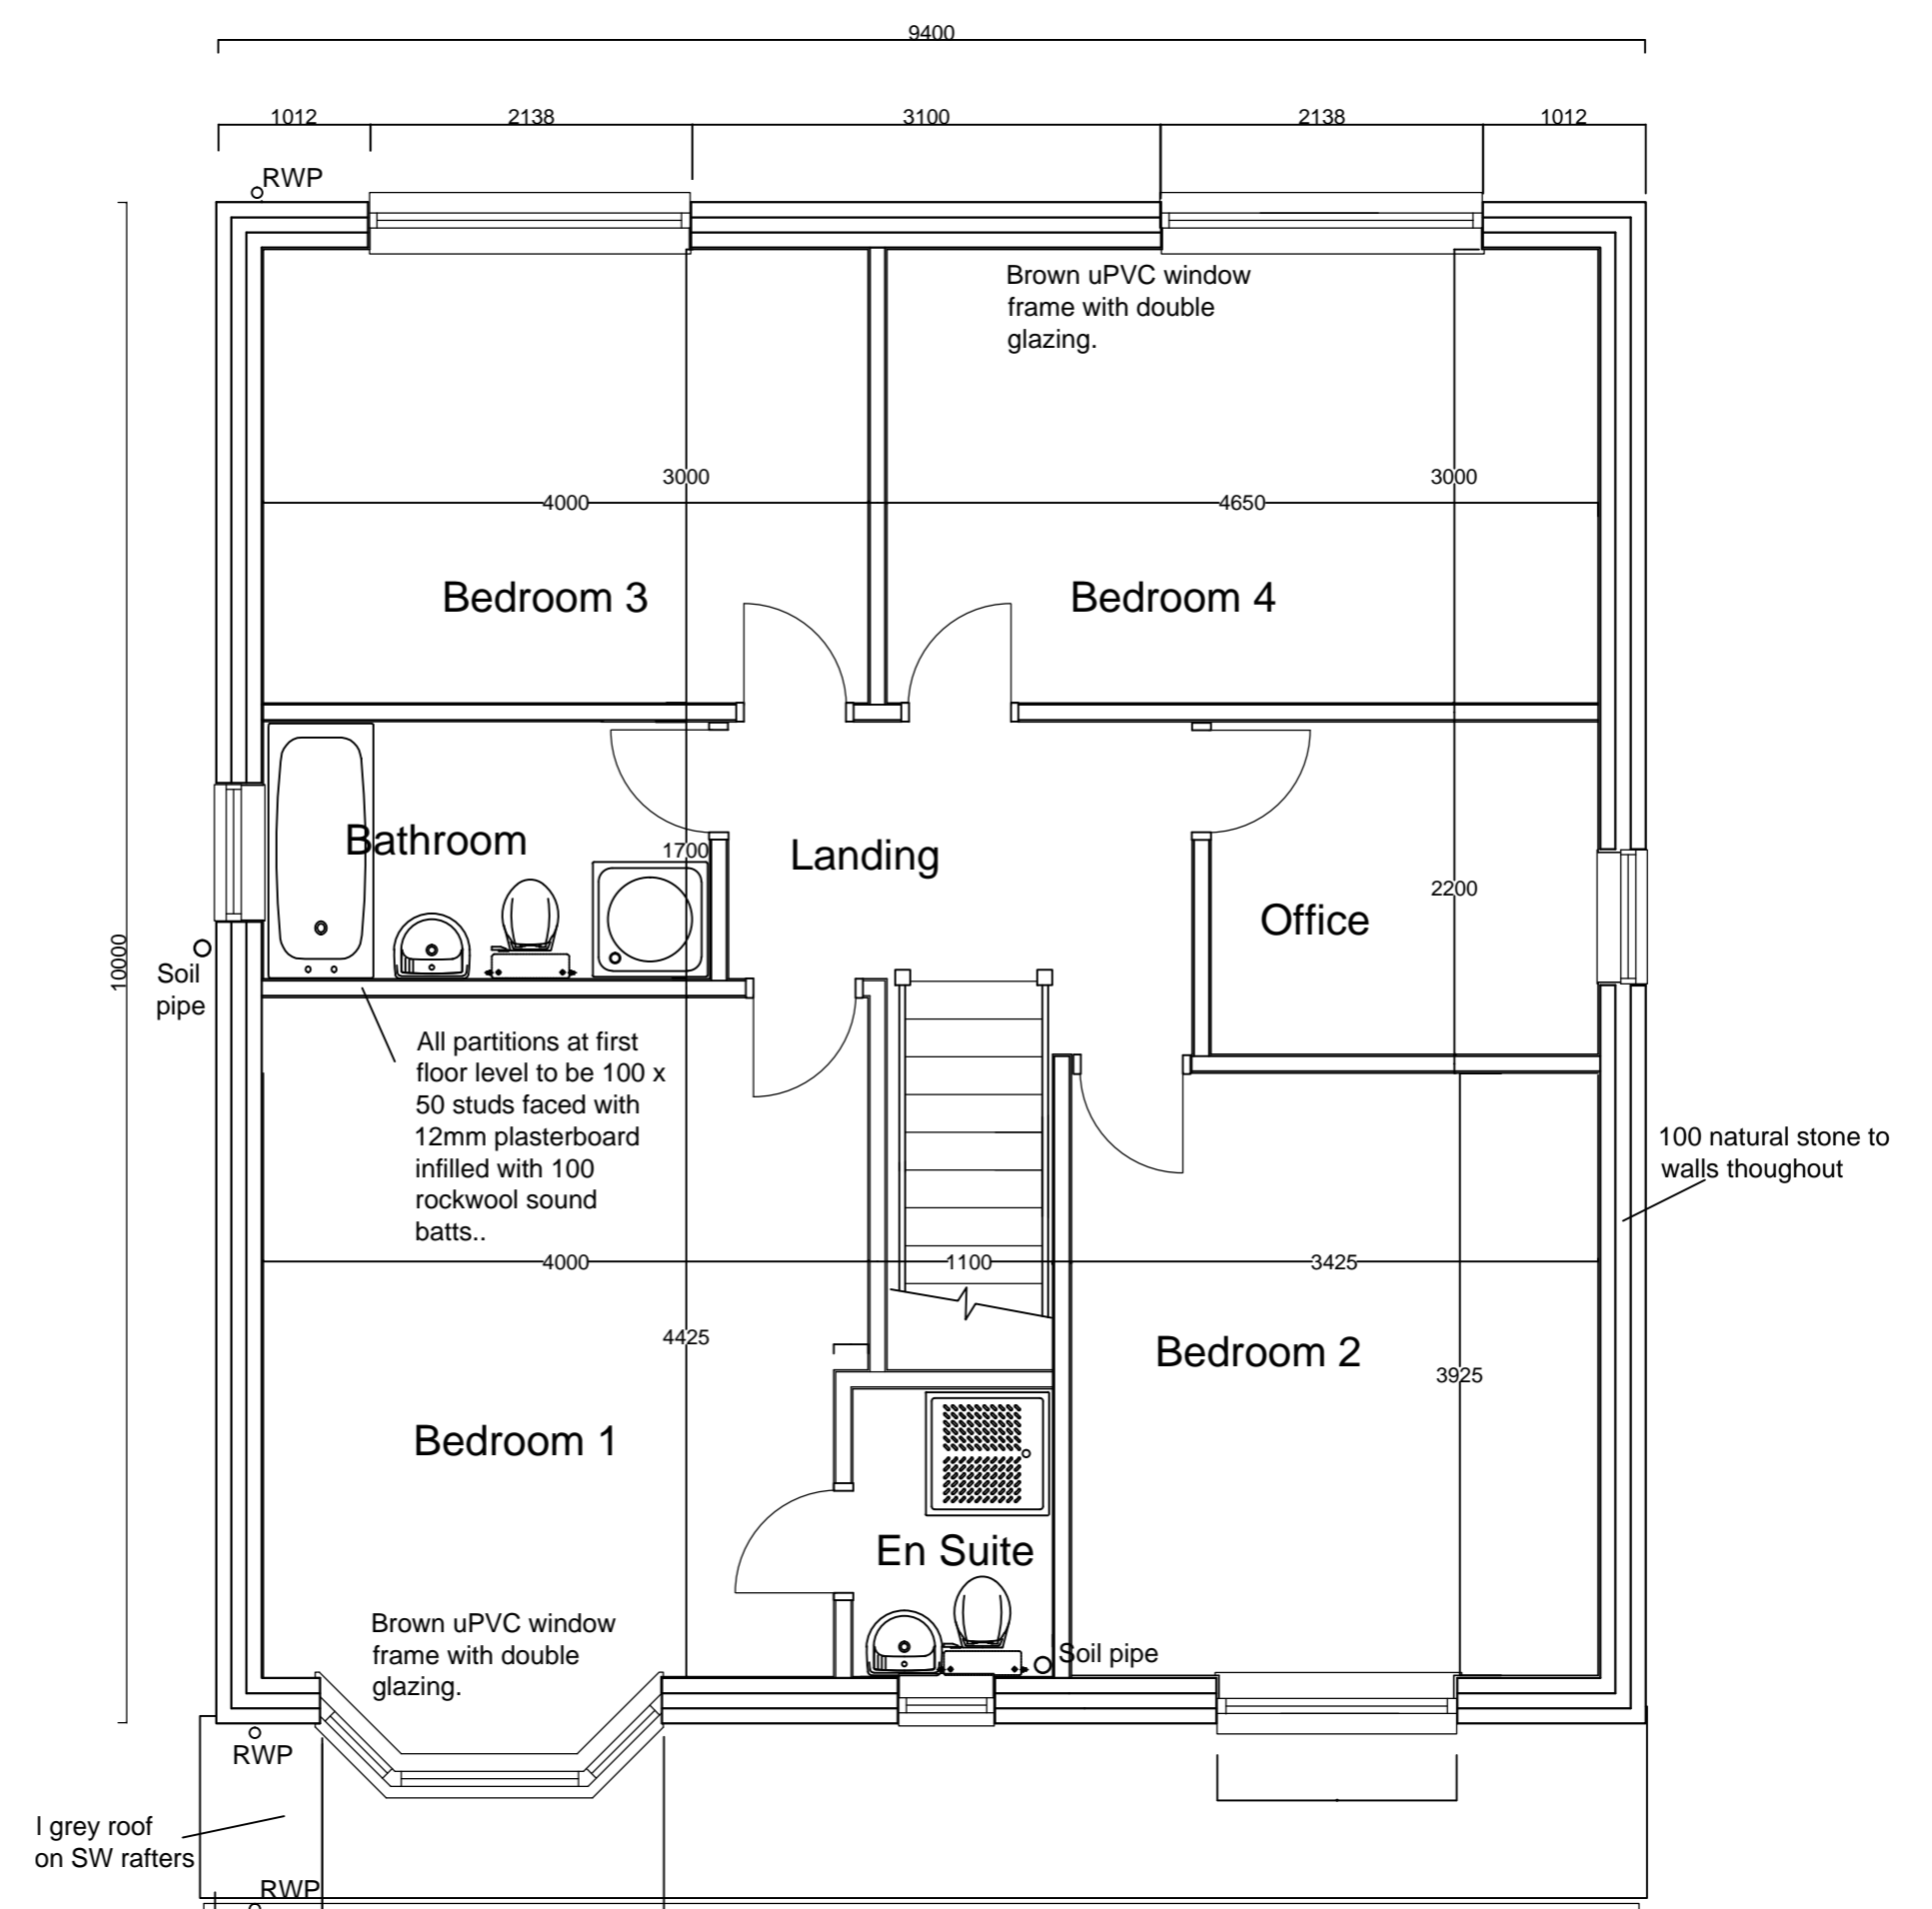 9400
1012
2138
3100
2138
1012
RWP
Brown uPVC window
frame with double
glazing.
3000
3000
4000
4650
Bedroom 3
Bedroom 4
Bathroom
1700
Landing
2200
Office
10000
Soil
pipe
All partitions at first
floor level to be 100 x
50 studs faced with
12mm plasterboard
infilled with 100
rockwool sound
batts..
100 natural stone to
walls thoughout
4000
1100
3425
4425
Bedroom 2
3925
Bedroom 1
En Suite
Brown uPVC window
frame with double
glazing.
Soil pipe
RWP
l grey roof
on SW rafters
RWP